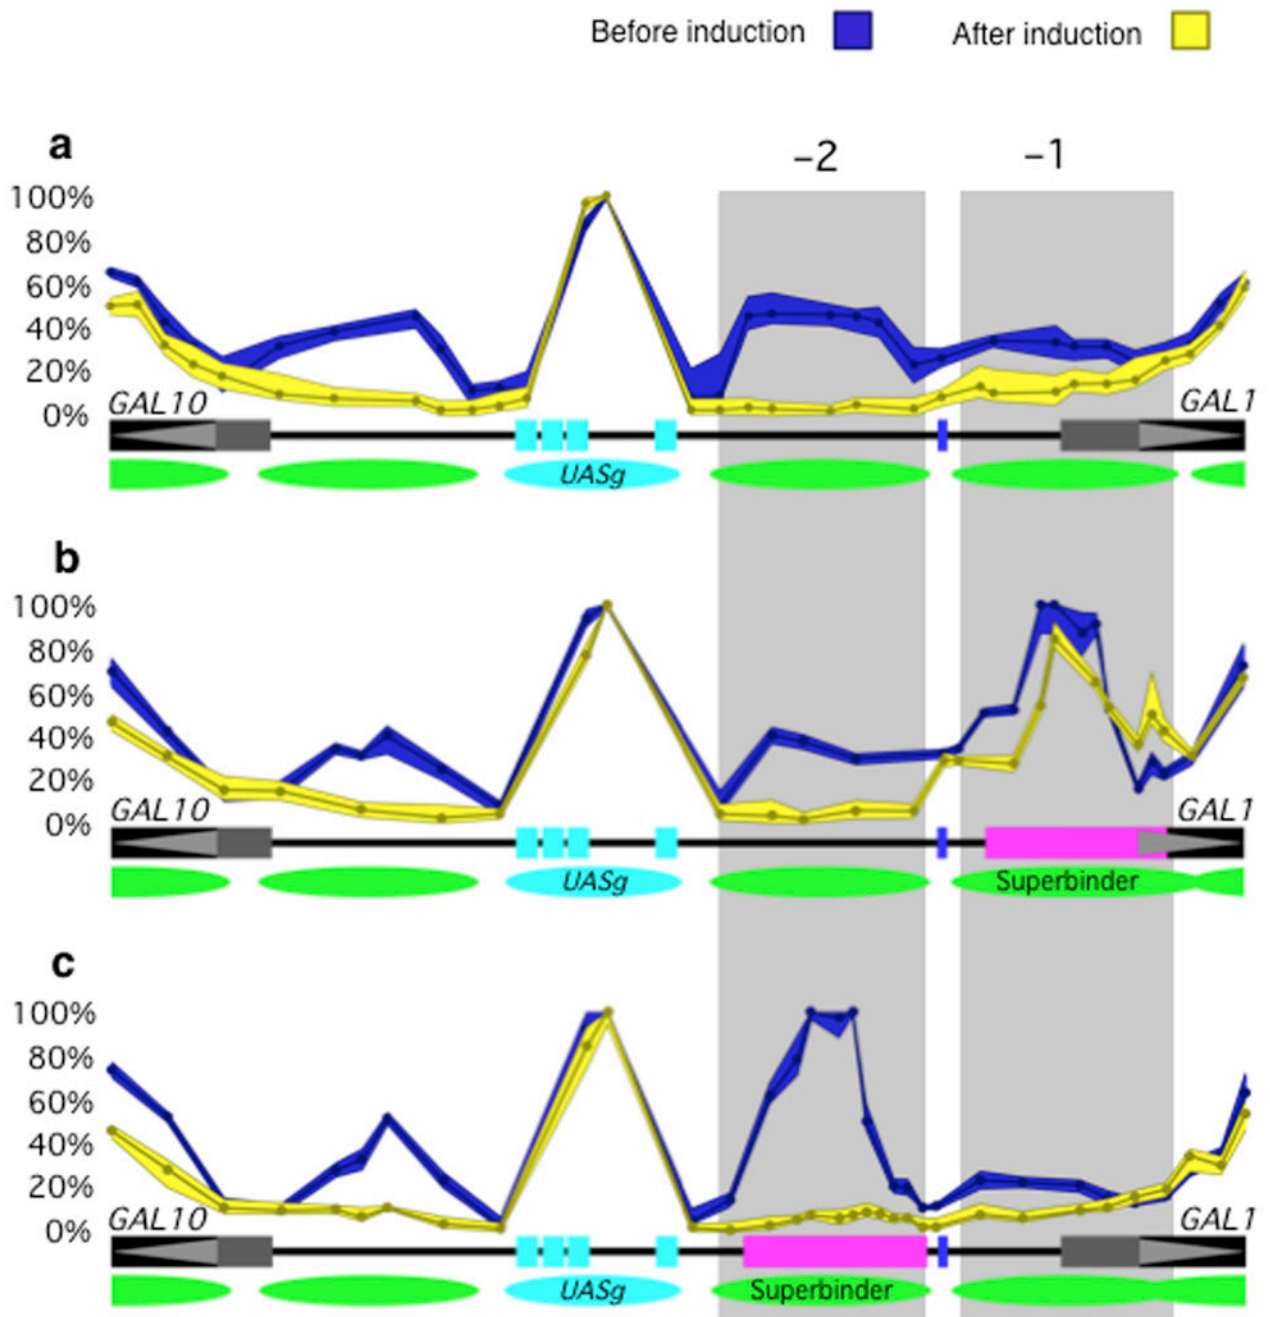 Before induction After induction
a
–2 –1
100%
80%
60%
40%
20%
0%
GAL10 GAL1
UASg
b
100%
80%
60%
40%
20%
0%
GAL10 GAL1
UASg Superbinder
c
100%
80%
60%
40%
20%
0%
GAL10 GAL1
UASg Superbinder